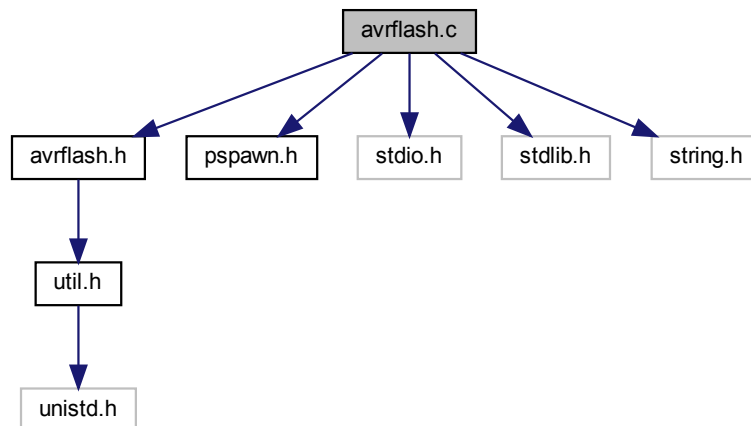 avrflash.c
avrflash.h
pspawn.h
stdio.h
stdlib.h
string.h
util.h
unistd.h